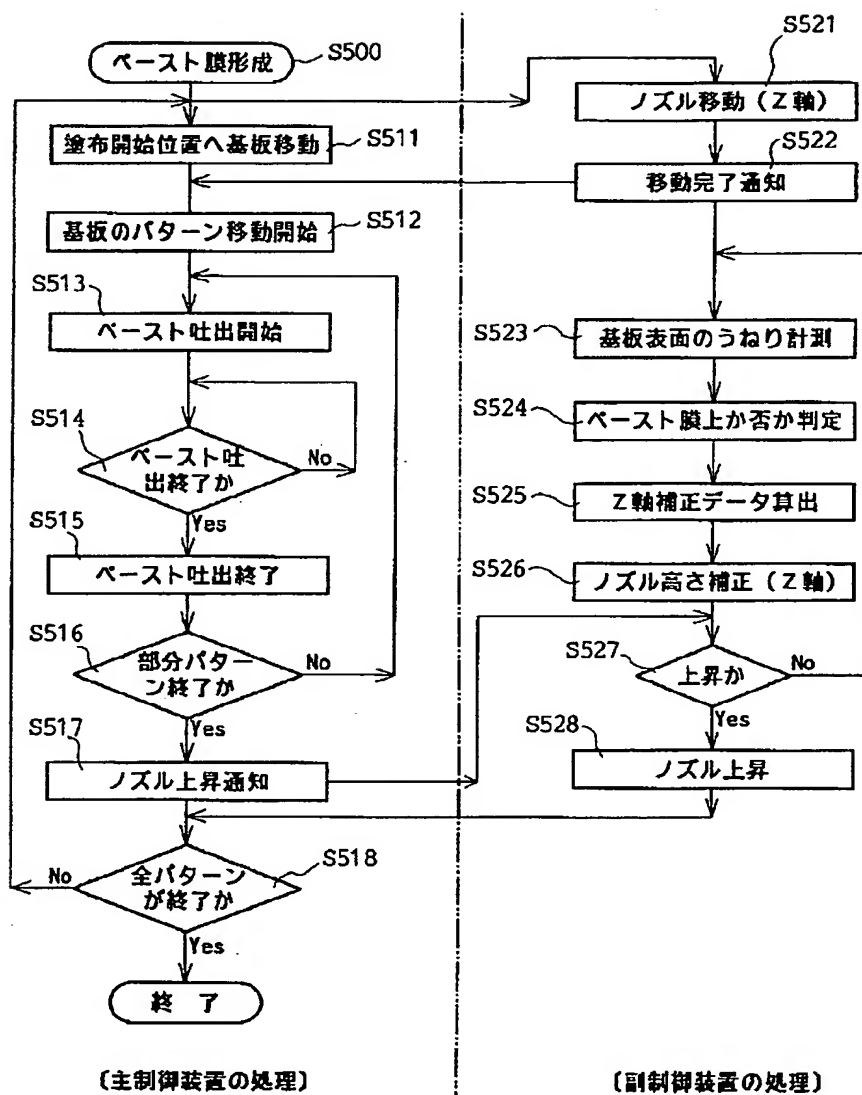 ペースト膜形成
S500
塗布開始位置へ基板移動
S511
基板のパターン移動開始
S512
S513
ペースト吐出開始
S514
ペースト吐
出終了か
No
Yes
S515
ペースト吐出終了
S516
部分パター
ン終了か
No
Yes
S517
ノズル上昇通知
全パターン
が終了か
S518
No
Yes
終 了
〔主制御装置の処理〕
S521
ノズル移動（Z軸）
S522
移動完了通知
S523
基板表面のうねり計測
S524
ペースト膜上か否か判定
S525
Z軸補正データ算出
S526
ノズル高さ補正（Z軸）
S527
上昇か
No
Yes
S528
ノズル上昇
〔副制御装置の処理〕